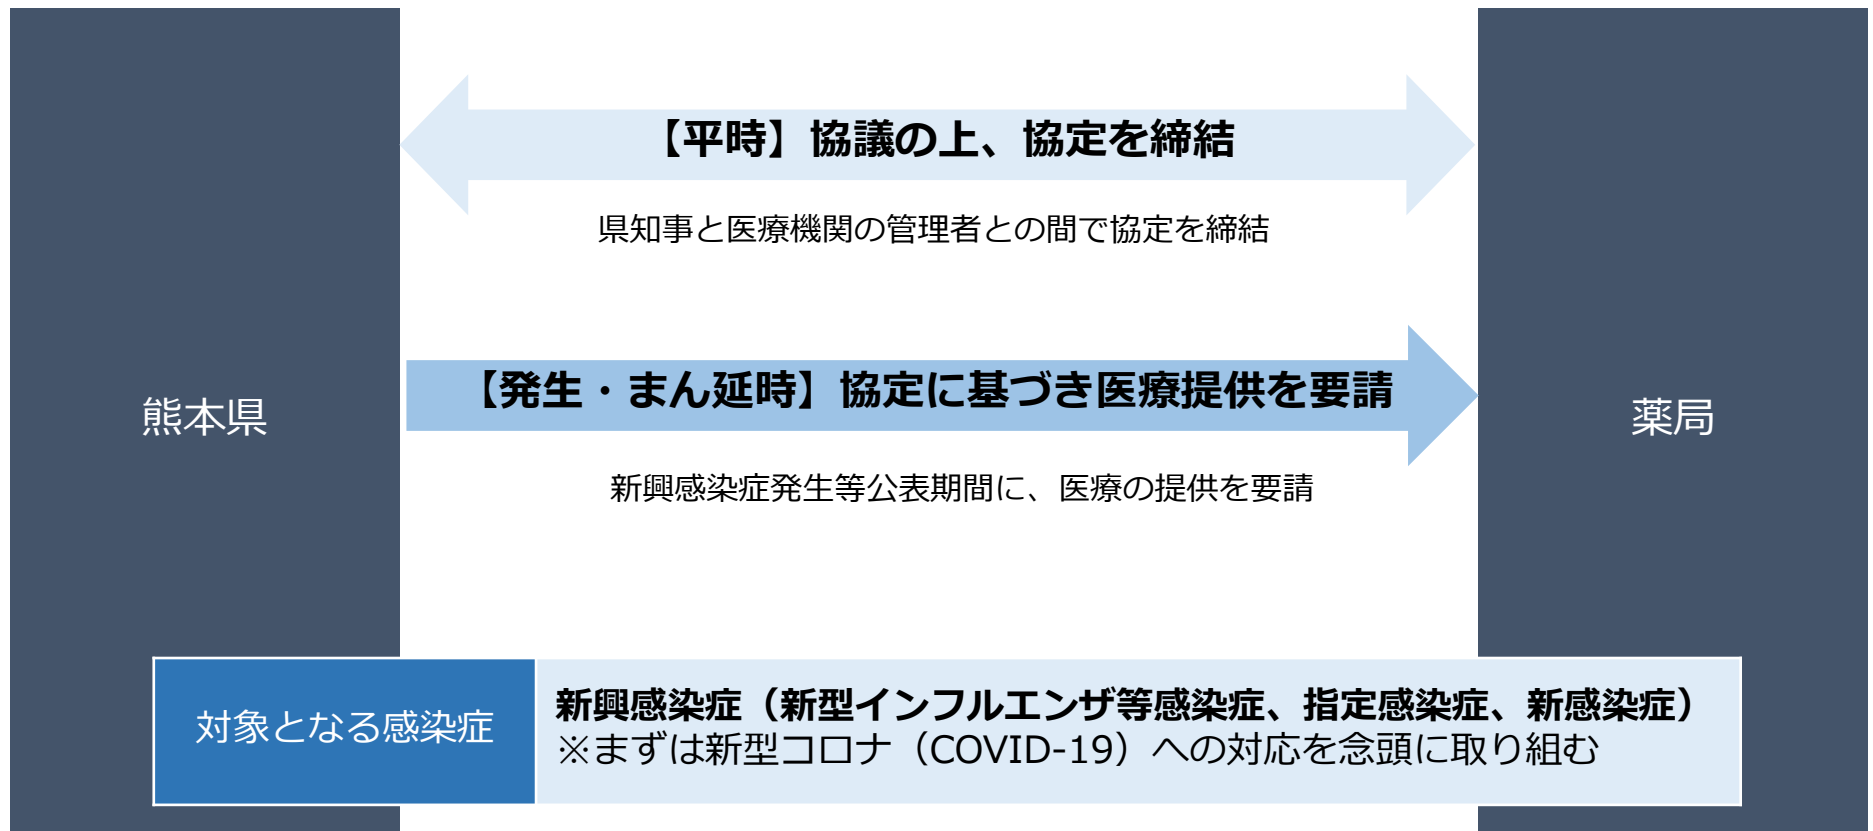 【平時】協議の上、協定を締結
県知事と医療機関の管理者との間で協定を締結
熊本県
【発生・まん延時】協定に基づき医療提供を要請
薬局
新興感染症発生等公表期間に、医療の提供を要請
対象となる感染症
新興感染症（新型インフルエンザ等感染症、指定感染症、新感染症）
※まずは新型コロナ（COVID-19）への対応を念頭に取り組む